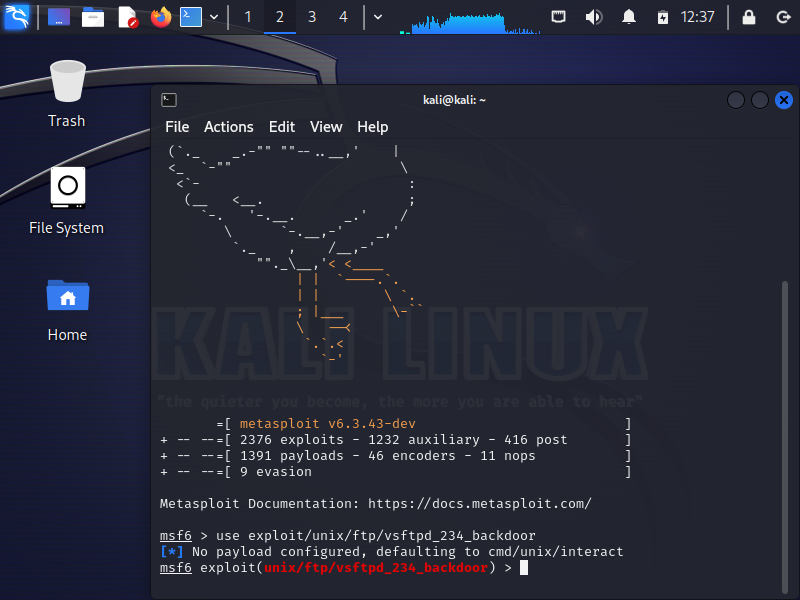 1 2 3 4 12:37
Trash
File System
Home
kali@kali: ~
File Actions Edit View Help
KALI LINUX
"the quieter you become, the more you are able to hear"
=[ metasploit v6.3.43-dev ]
+ -- --=[ 2376 exploits - 1232 auxiliary - 416 post ]
+ -- --=[ 1391 payloads - 46 encoders - 11 nops ]
+ -- --=[ 9 evasion ]
Metasploit Documentation: https://docs.metasploit.com/
msf6 > use exploit/unix/ftp/vsftpd_234_backdoor
[*] No payload configured, defaulting to cmd/unix/interact
msf6 exploit(unix/ftp/vsftpd_234_backdoor) >